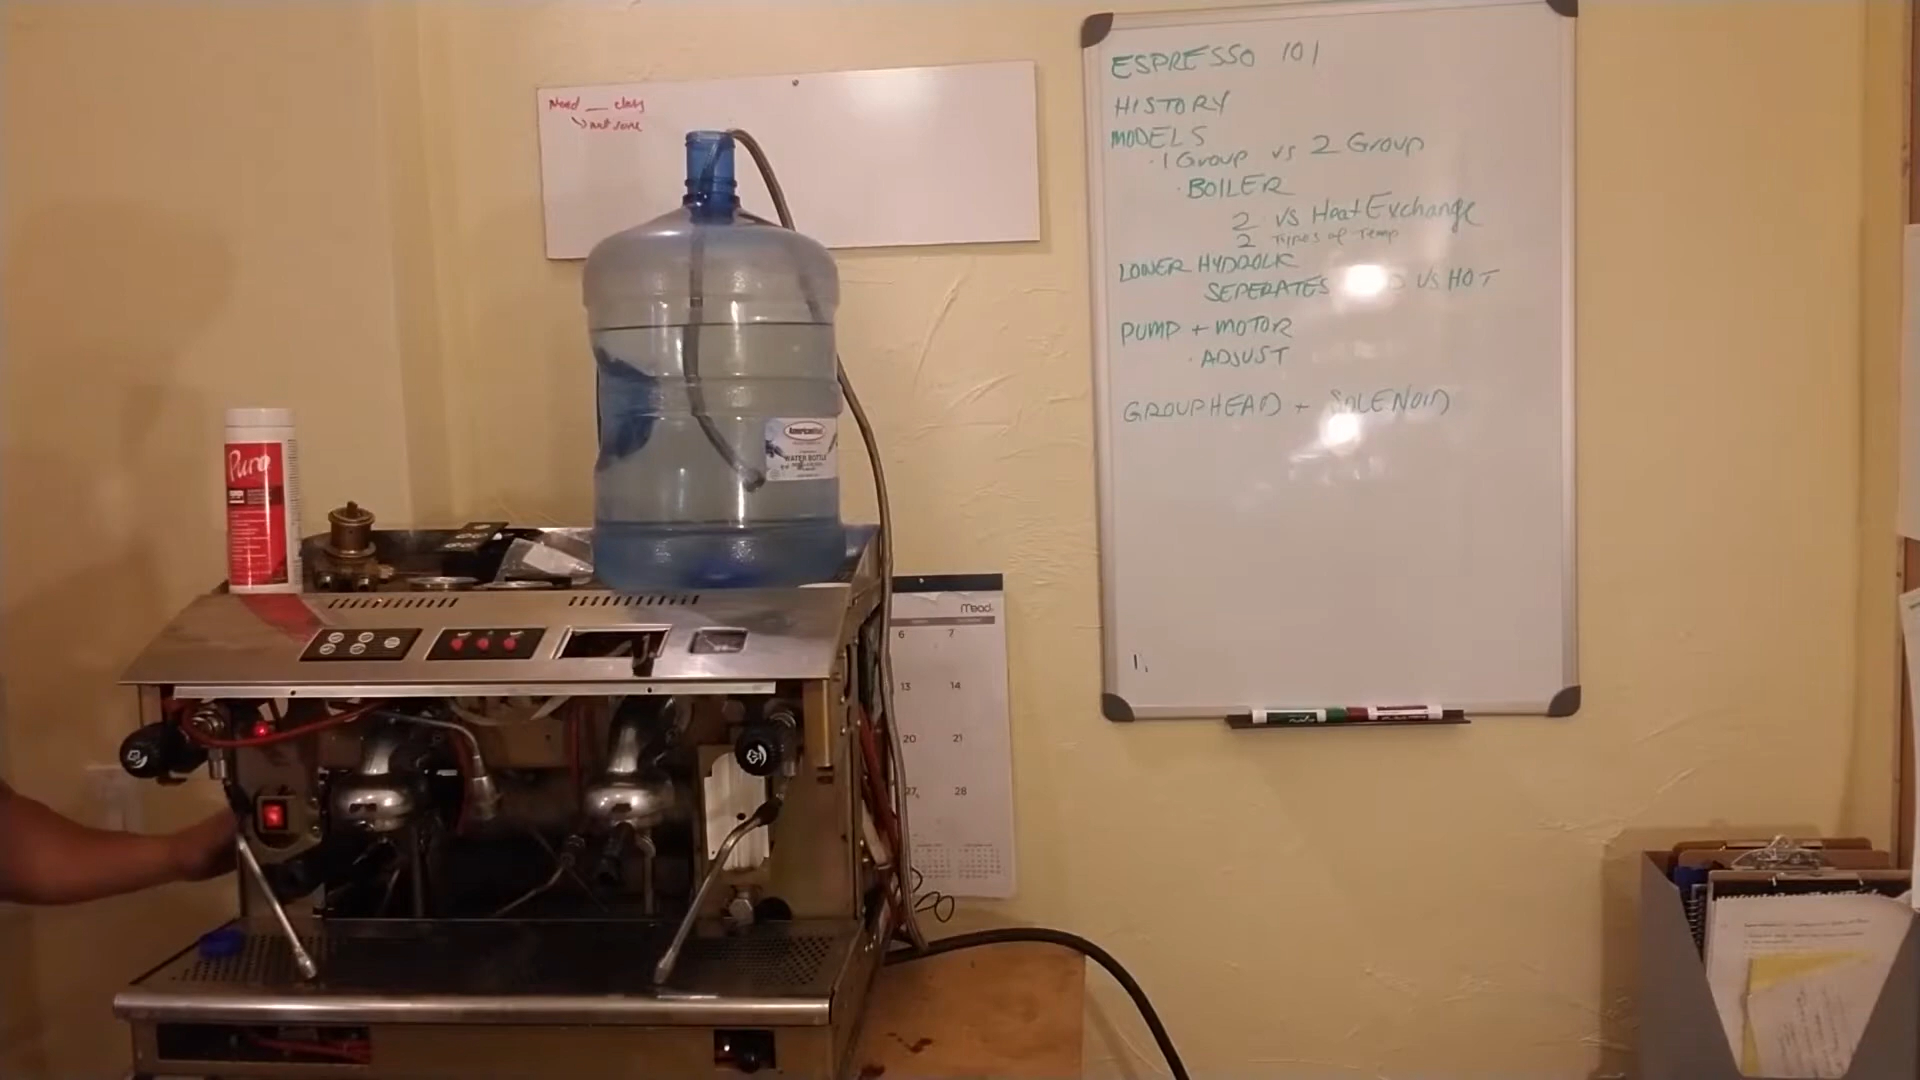 ESPRESSO 101
HISTORY
MODELS
· 1 Group vs 2 Group
· BOILER
2 vs Heat Exchange
2 Types of Temp
LOWER HYDROLIC
SEPERATES VS HOT
PUMP + MOTOR
· ADJUST
GROUPHEAD + SOLENOID
1.
Need ___
Puro
WATER BOTTLE
Mead
6 7
13 14
20 21
27 28